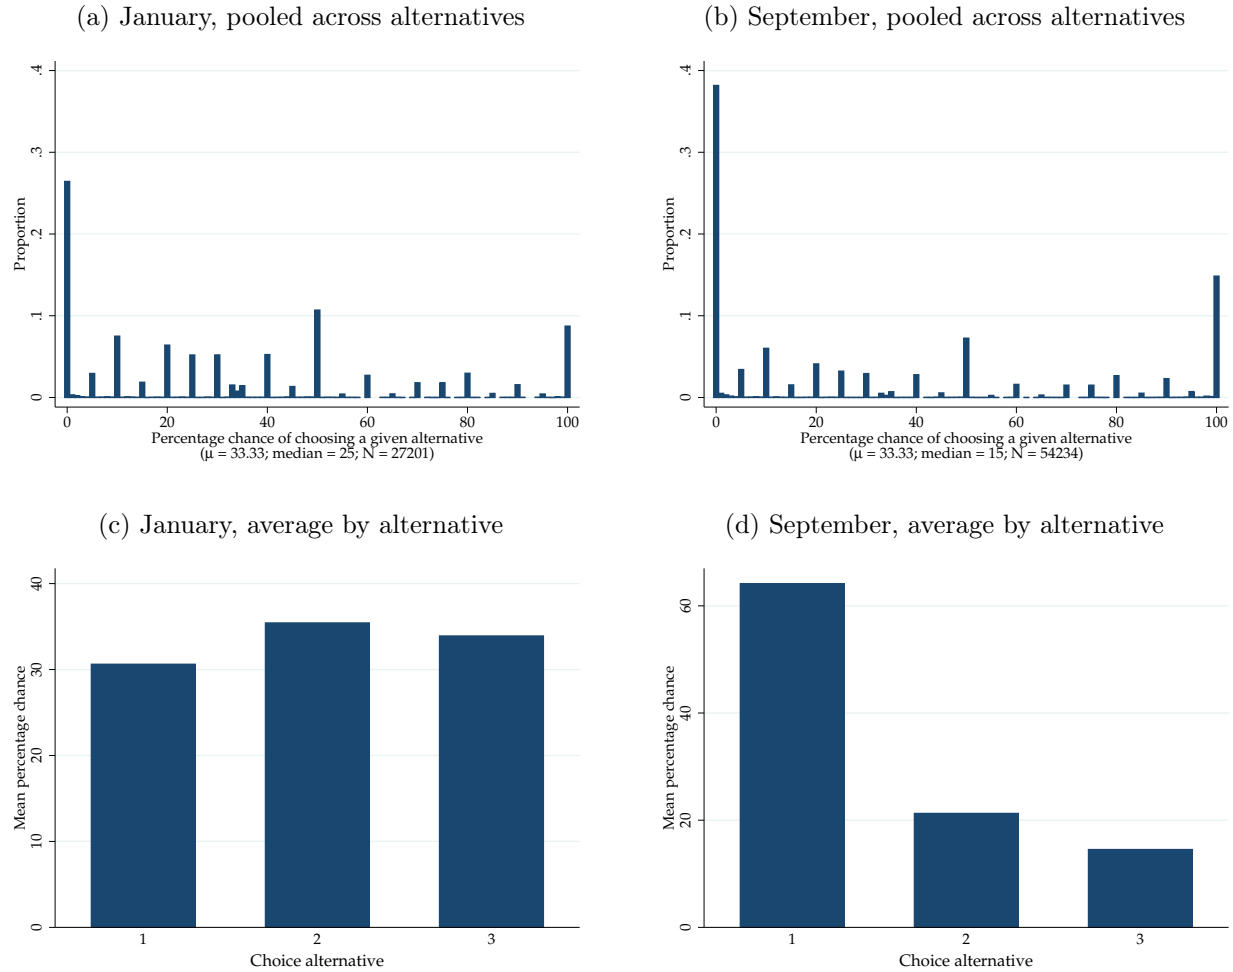 (a) January, pooled across alternatives
.4
.3
.2
.1
0
Proportion
0 20 40 60 80 100
Percentage chance of choosing a given alternative
(μ = 33.33; median = 25; N = 27201)
(b) September, pooled across alternatives
.4
.3
.2
.1
0
Proportion
0 20 40 60 80 100
Percentage chance of choosing a given alternative
(μ = 33.33; median = 15; N = 54234)
(c) January, average by alternative
40
30
20
10
0
Mean percentage chance
1 2 3
Choice alternative
(d) September, average by alternative
60
40
20
0
Mean percentage chance
1 2 3
Choice alternative